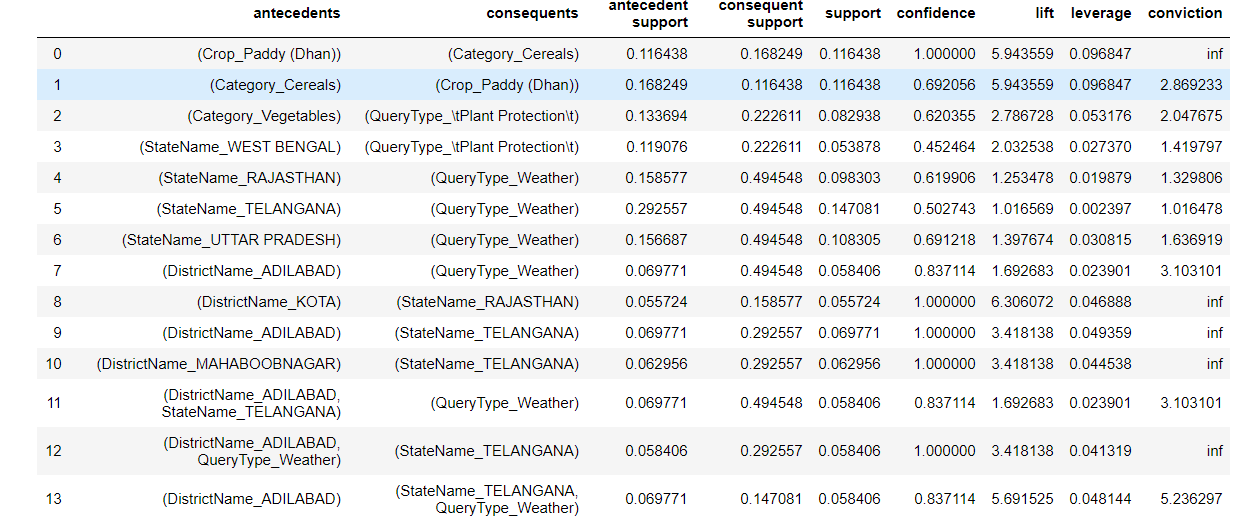 antecedents consequents antecedent support consequent support support confidence lift leverage conviction
0 (Crop_Paddy (Dhan)) (Category_Cereals) 0.116438 0.168249 0.116438 1.000000 5.943559 0.096847 inf
1 (Category_Cereals) (Crop_Paddy (Dhan)) 0.168249 0.116438 0.116438 0.692056 5.943559 0.096847 2.869233
2 (Category_Vegetables) (QueryType_\tPlant Protection\t) 0.133694 0.222611 0.082938 0.620355 2.786728 0.053176 2.047675
3 (StateName_WEST BENGAL) (QueryType_\tPlant Protection\t) 0.119076 0.222611 0.053878 0.452464 2.032538 0.027370 1.419797
4 (StateName_RAJASTHAN) (QueryType_Weather) 0.158577 0.494548 0.098303 0.619906 1.253478 0.019879 1.329806
5 (StateName_TELANGANA) (QueryType_Weather) 0.292557 0.494548 0.147081 0.502743 1.016569 0.002397 1.016478
6 (StateName_UTTAR PRADESH) (QueryType_Weather) 0.156687 0.494548 0.108305 0.691218 1.397674 0.030815 1.636919
7 (DistrictName_ADILABAD) (QueryType_Weather) 0.069771 0.494548 0.058406 0.837114 1.692683 0.023901 3.103101
8 (DistrictName_KOTA) (StateName_RAJASTHAN) 0.055724 0.158577 0.055724 1.000000 6.306072 0.046888 inf
9 (DistrictName_ADILABAD) (StateName_TELANGANA) 0.069771 0.292557 0.069771 1.000000 3.418138 0.049359 inf
10 (DistrictName_MAHABOOBNAGAR) (StateName_TELANGANA) 0.062956 0.292557 0.062956 1.000000 3.418138 0.044538 inf
11 (DistrictName_ADILABAD, StateName_TELANGANA) (QueryType_Weather) 0.069771 0.494548 0.058406 0.837114 1.692683 0.023901 3.103101
12 (DistrictName_ADILABAD, QueryType_Weather) (StateName_TELANGANA) 0.058406 0.292557 0.058406 1.000000 3.418138 0.041319 inf
13 (DistrictName_ADILABAD) (StateName_TELANGANA, QueryType_Weather) 0.069771 0.147081 0.058406 0.837114 5.691525 0.048144 5.236297